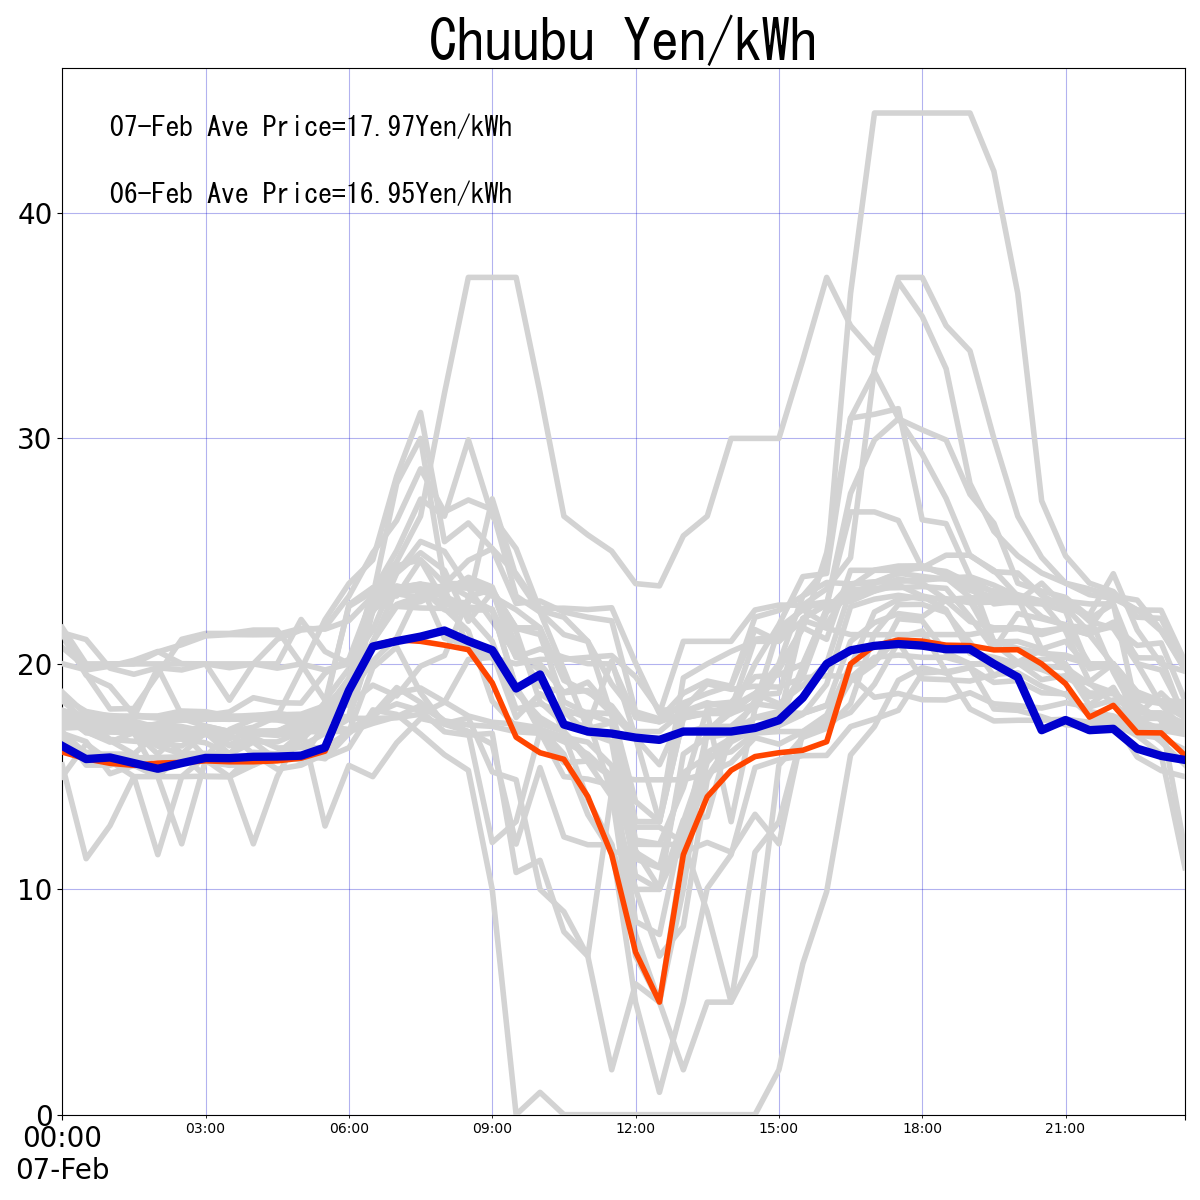 Chuubu Yen/kWh
07-Feb Ave Price=17.97Yen/kWh
06-Feb Ave Price=16.95Yen/kWh
40
30
20
10
0
00:00 03:00 06:00 09:00 12:00 15:00 18:00 21:00
07-Feb